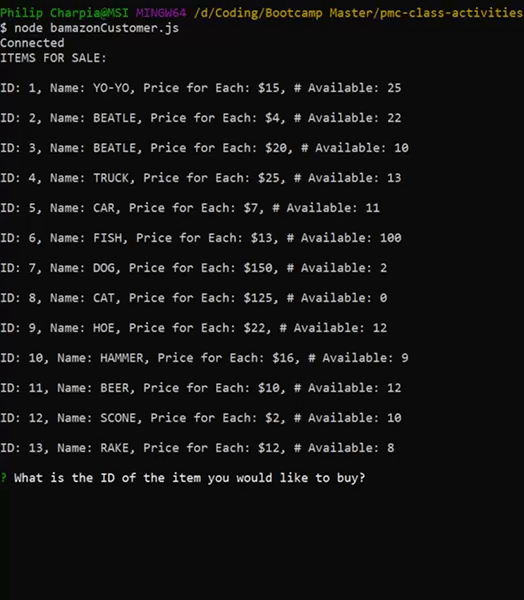 Philip Charpia@MSI MINGW64 /d/Coding/Bootcamp Master/pmc-class-activities
$ node bamazonCustomer.js
Connected
ITEMS FOR SALE:
ID: 1, Name: YO-YO, Price for Each: $15, # Available: 25
ID: 2, Name: BEATLE, Price for Each: $4, # Available: 22
ID: 3, Name: BEATLE, Price for Each: $20, # Available: 10
ID: 4, Name: TRUCK, Price for Each: $25, # Available: 13
ID: 5, Name: CAR, Price for Each: $7, # Available: 11
ID: 6, Name: FISH, Price for Each: $13, # Available: 100
ID: 7, Name: DOG, Price for Each: $150, # Available: 2
ID: 8, Name: CAT, Price for Each: $125, # Available: 0
ID: 9, Name: HOE, Price for Each: $22, # Available: 12
ID: 10, Name: HAMMER, Price for Each: $16, # Available: 9
ID: 11, Name: BEER, Price for Each: $10, # Available: 12
ID: 12, Name: SCONE, Price for Each: $2, # Available: 10
ID: 13, Name: RAKE, Price for Each: $12, # Available: 8
? What is the ID of the item you would like to buy?